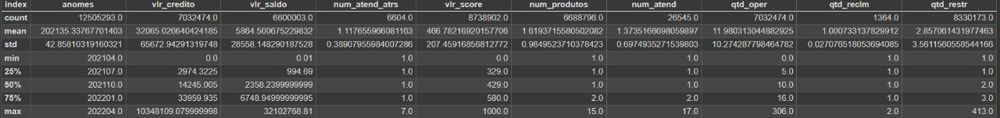 index anomes vlr_credito vlr_saldo num_atend_atrs vlr_score num_produtos num_atend qtd_oper qtd_reclm qtd_restr
count 12505293.0 7032474.0 6600003.0 6604.0 8738902.0 6688796.0 26545.0 7032474.0 1364.0 8330173.0
mean 202135.33767701403 32065.026640424185 5864.500675229832 1.117655966081163 466.78216920157706 1.6193715580502082 1.3735166698059897 11.980313044882925 1.000733137829912 2.857061431977463
std 42.85810319160321 65672.94291319748 28558.148290187528 0.38907955984007286 207.45916856812772 0.9849523710378423 0.6974935271539803 10.274287798464782 0.027076518053694085 3.5611560558544166
min 202104.0 0.0 0.01 1.0 0.0 1.0 1.0 0.0 1.0 1.0
25% 202107.0 2974.3225 994.69 1.0 329.0 1.0 1.0 5.0 1.0 1.0
50% 202110.0 14245.005 2358.2399999999 1.0 429.0 1.0 1.0 10.0 1.0 2.0
75% 202201.0 33959.935 6748.94999999995 1.0 580.0 2.0 2.0 16.0 1.0 3.0
max 202204.0 10348109.079999998 32102768.81 7.0 1000.0 15.0 17.0 306.0 2.0 413.0